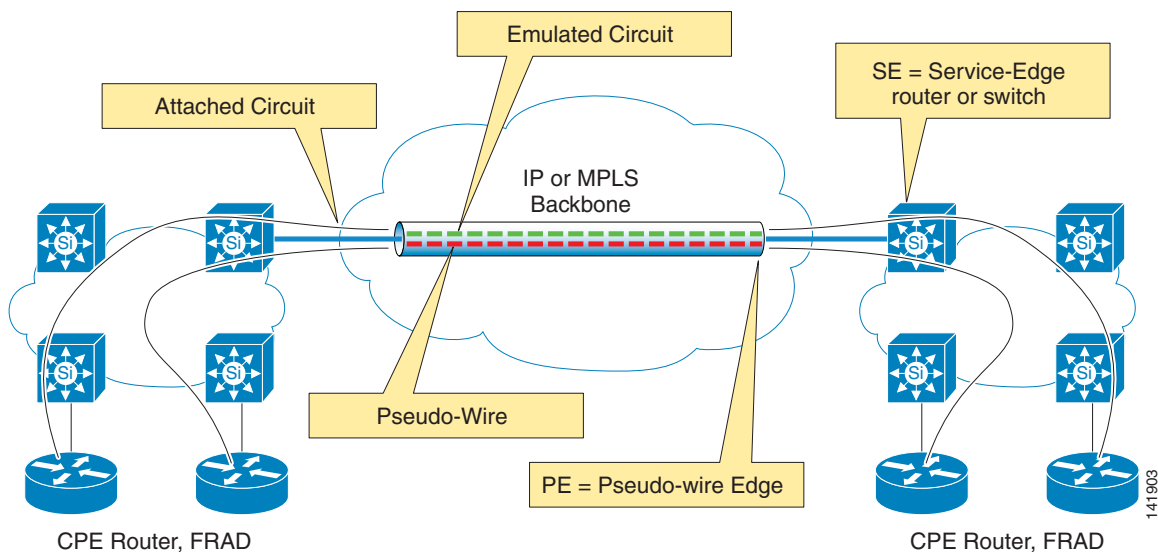 Emulated Circuit
SE = Service-Edge
router or switch
Attached Circuit
IP or MPLS
Backbone
Si
Si
Si
Si
Si
Si
Si
Si
Pseudo-Wire
PE = Pseudo-wire Edge
141903
CPE Router, FRAD
CPE Router, FRAD